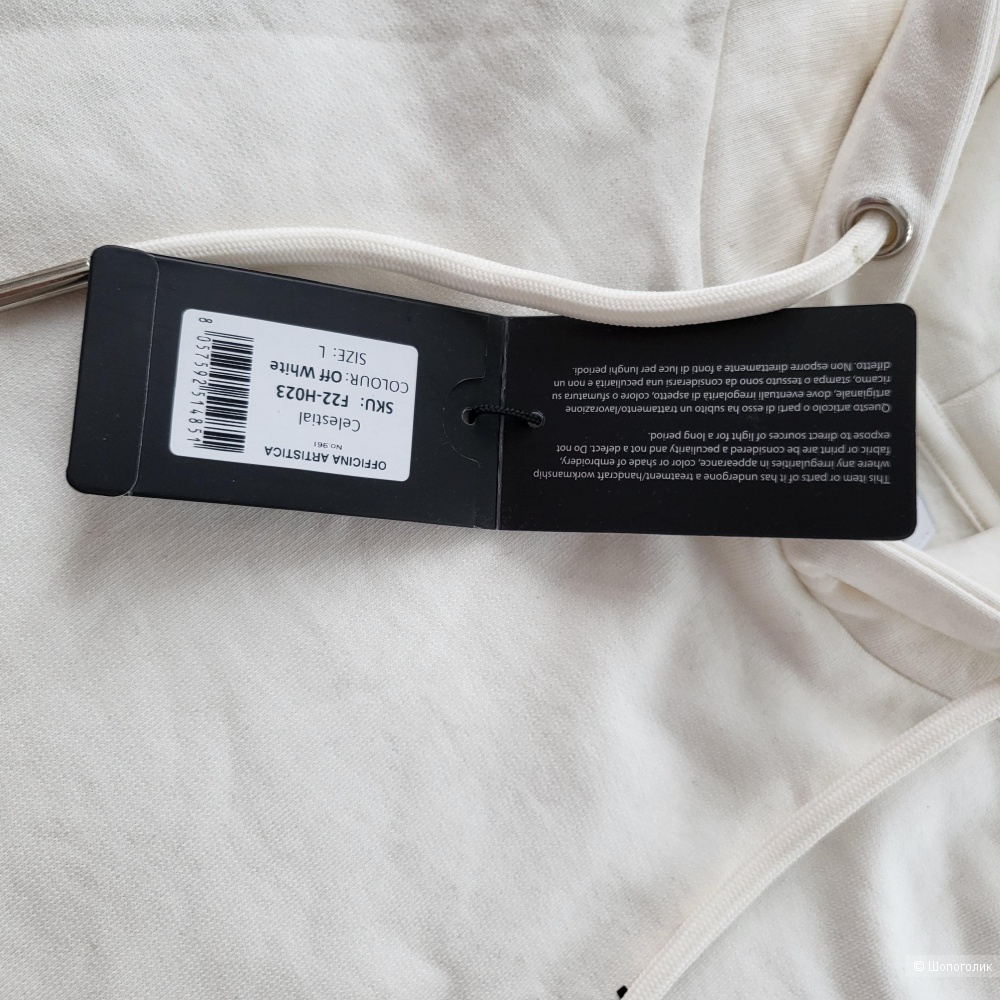 OFFICINA ARTISTICA
No.961
Celestial
SKU: F22-H023
COLOUR: Off White
SIZE: L
8 057592 574851
This item or parts of it has undergone a treatment/handcraft workmanship
where any irregularities in appearance, color or shade of embroidery,
fabric or print are be considered a peculiarity and not a defect. Do not
expose to direct sources of light for a long period.
Questo articolo o parti di esso ha subito un trattamento/lavorazione
artigianale, dove eventuali irregolarità di aspetto, colore o sfumatura su
ricamo, stampa o tessuto sono da considerarsi una peculiarità e non un
difetto. Non esporre direttamente a fonti di luce per lunghi periodi.
© Шопоголик